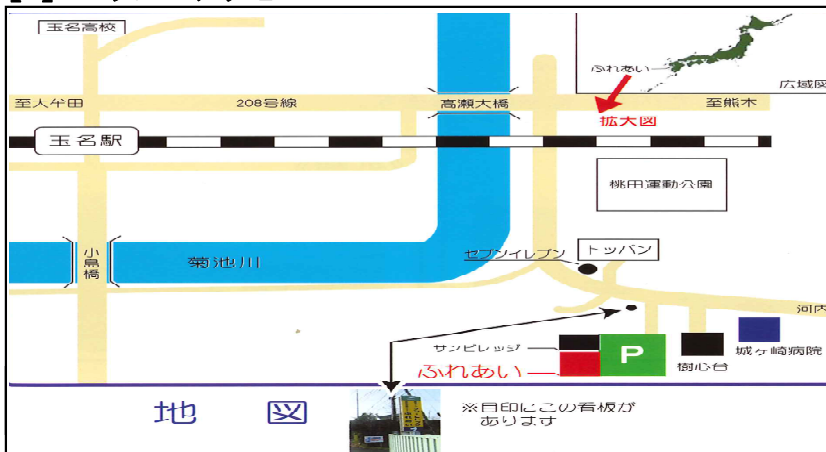 玉名高校
ふれあい
広域図
至大牟田
208号線
高瀬大橋
至熊本
拡大図
玉名駅
桃田運動公園
小島橋
菊池川
セブンイレブン
トッパン
河内
サンビレッジ
P
ふれあい
樹心台
城ヶ崎病院
地図
※目印にこの看板が
あります